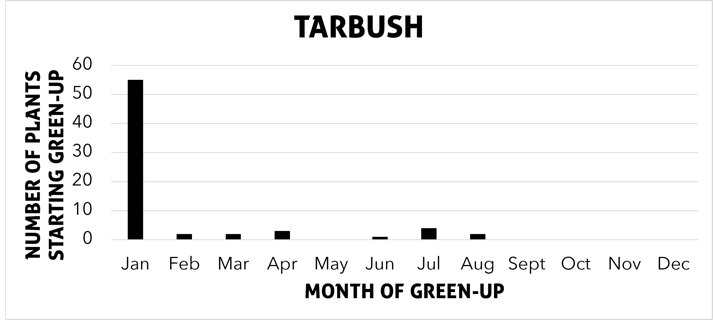 TARBUSH
NUMBER OF PLANTS
STARTING GREEN-UP
60
50
40
30
20
10
0
Jan Feb Mar Apr May Jun Jul Aug Sept Oct Nov Dec
MONTH OF GREEN-UP